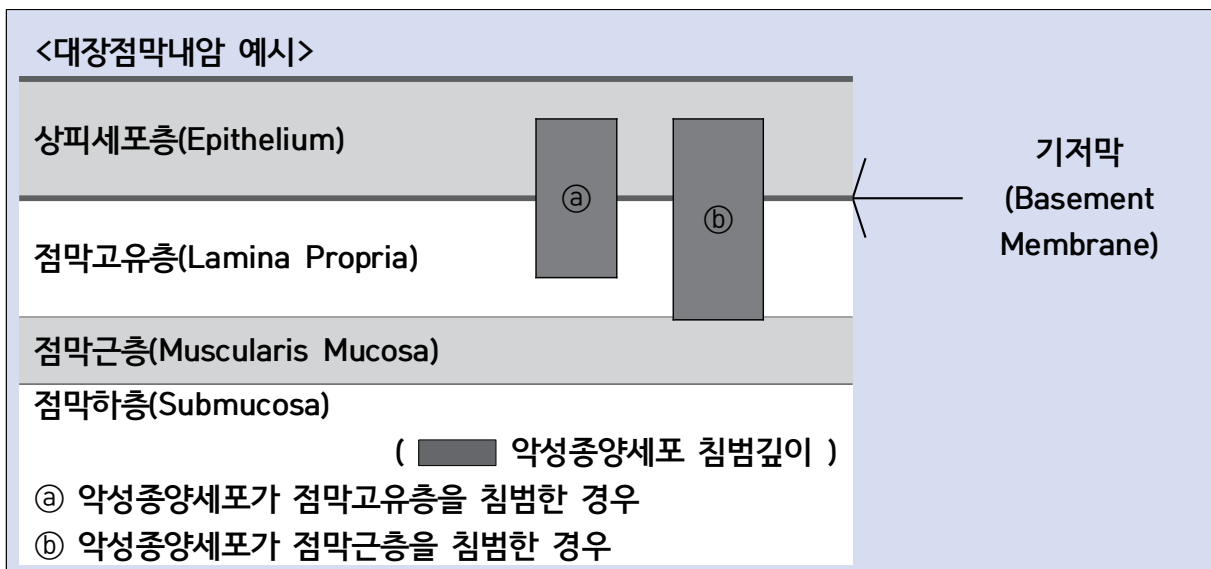 <대장점막내암 예시>
상피세포층(Epithelium)
기저막
(Basement
Membrane)
ⓐ
ⓑ
점막고유층(Lamina Propria)
점막근층(Muscularis Mucosa)
점막하층(Submucosa)
( 악성종양세포 침범깊이 )
ⓐ 악성종양세포가 점막고유층을 침범한 경우
ⓑ 악성종양세포가 점막근층을 침범한 경우